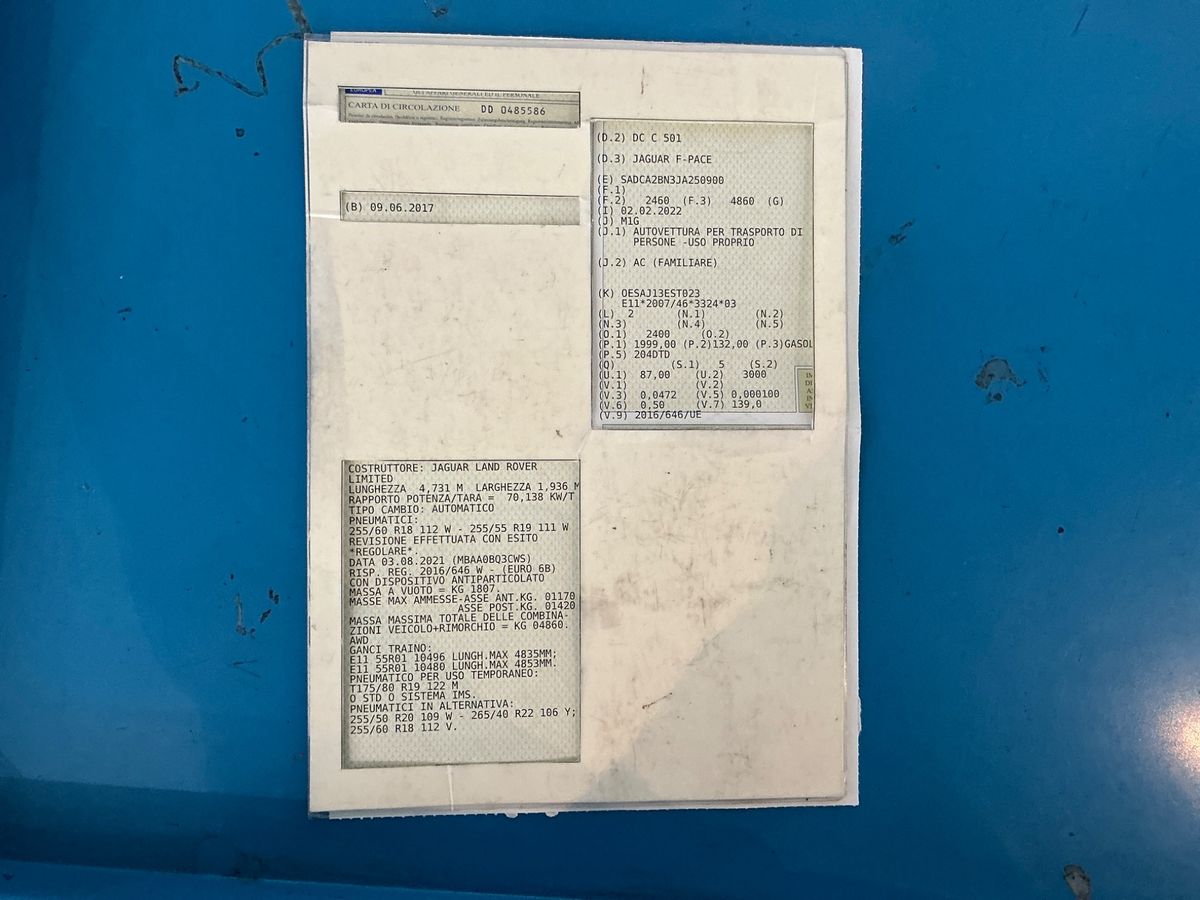 AFFARI GENERALI ED IL PERSONALE
CARTA DI CIRCOLAZIONE DD 0485586
(B) 09.06.2017
(D.2) DC C 501
(D.3) JAGUAR F-PACE
(E) SADCA2BN3JA250900
(F.1)
(F.2) 2460 (F.3) 4860 (G)
(I) 02.02.2022
(J) M1G
(J.1) AUTOVETTURA PER TRASPORTO DI
PERSONE -USO PROPRIO
(J.2) AC (FAMILIARE)
(K) OESAJ13EST023
E11*2007/46*3324*03
(L) 2 (N.1) (N.2)
(N.3) (N.4) (N.5)
(O.1) 2400 (O.2)
(P.1) 1999,00 (P.2)132,00 (P.3)GASOL
(P.5) 204DTD
(Q) (S.1) 5 (S.2)
(U.1) 87,00 (U.2) 3000
(V.1) (V.2)
(V.3) 0,0472 (V.5) 0,000100
(V.6) 0,50 (V.7) 139,0
(V.9) 2016/646/UE
COSTRUTTORE: JAGUAR LAND ROVER
LIMITED
LUNGHEZZA 4,731 M LARGHEZZA 1,936 M
RAPPORTO POTENZA/TARA = 70,138 KW/T
TIPO CAMBIO: AUTOMATICO
PNEUMATICI:
255/60 R18 112 W - 255/55 R19 111 W
REVISIONE EFFETTUATA CON ESITO
*REGOLARE*.
DATA 03.08.2021 (MBAA0BQ3CWS)
RISP. REG. 2016/646 W - (EURO 6B)
CON DISPOSITIVO ANTIPARTICOLATO
MASSA A VUOTO = KG 1807.
MASSE MAX AMMESSE-ASSE ANT.KG. 01170
ASSE POST.KG. 01420
MASSA MASSIMA TOTALE DELLE COMBINA-
ZIONI VEICOLO+RIMORCHIO = KG 04860.
AWD
GANCI TRAINO:
E11 55R01 10496 LUNGH.MAX 4835MM;
E11 55R01 10480 LUNGH.MAX 4853MM.
PNEUMATICO PER USO TEMPORANEO:
T175/80 R19 122 M
O STD O SISTEMA IMS.
PNEUMATICI IN ALTERNATIVA:
255/50 R20 109 W - 265/40 R22 106 Y;
255/60 R18 112 V.